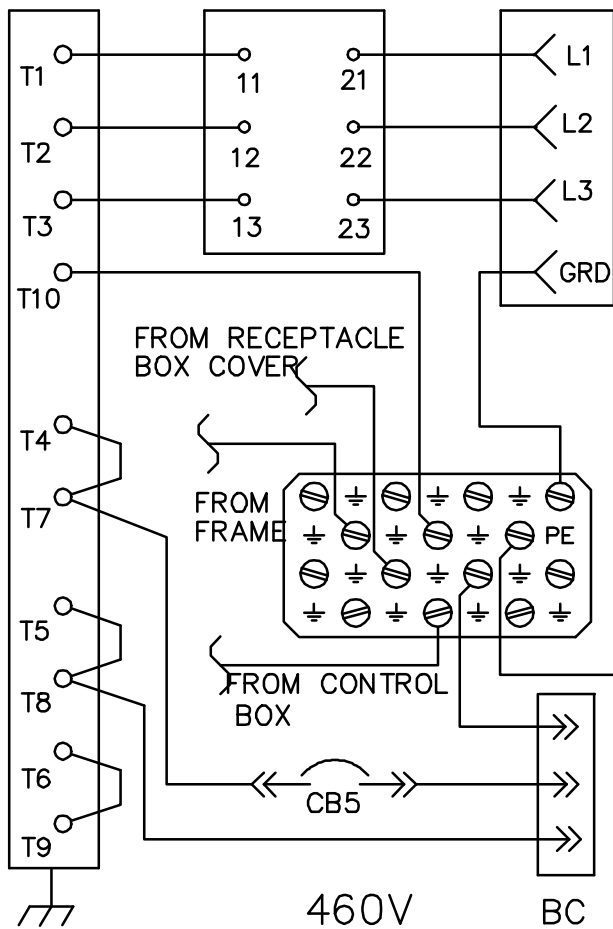 T1
11
21
L1
T2
12
22
L2
T3
13
23
L3
T10
GRD
FROM RECEPTACLE
BOX COVER
T4
T7
FROM
FRAME
PE
T5
T8
FROM CONTROL
BOX
T6
CB5
T9
460V
BC